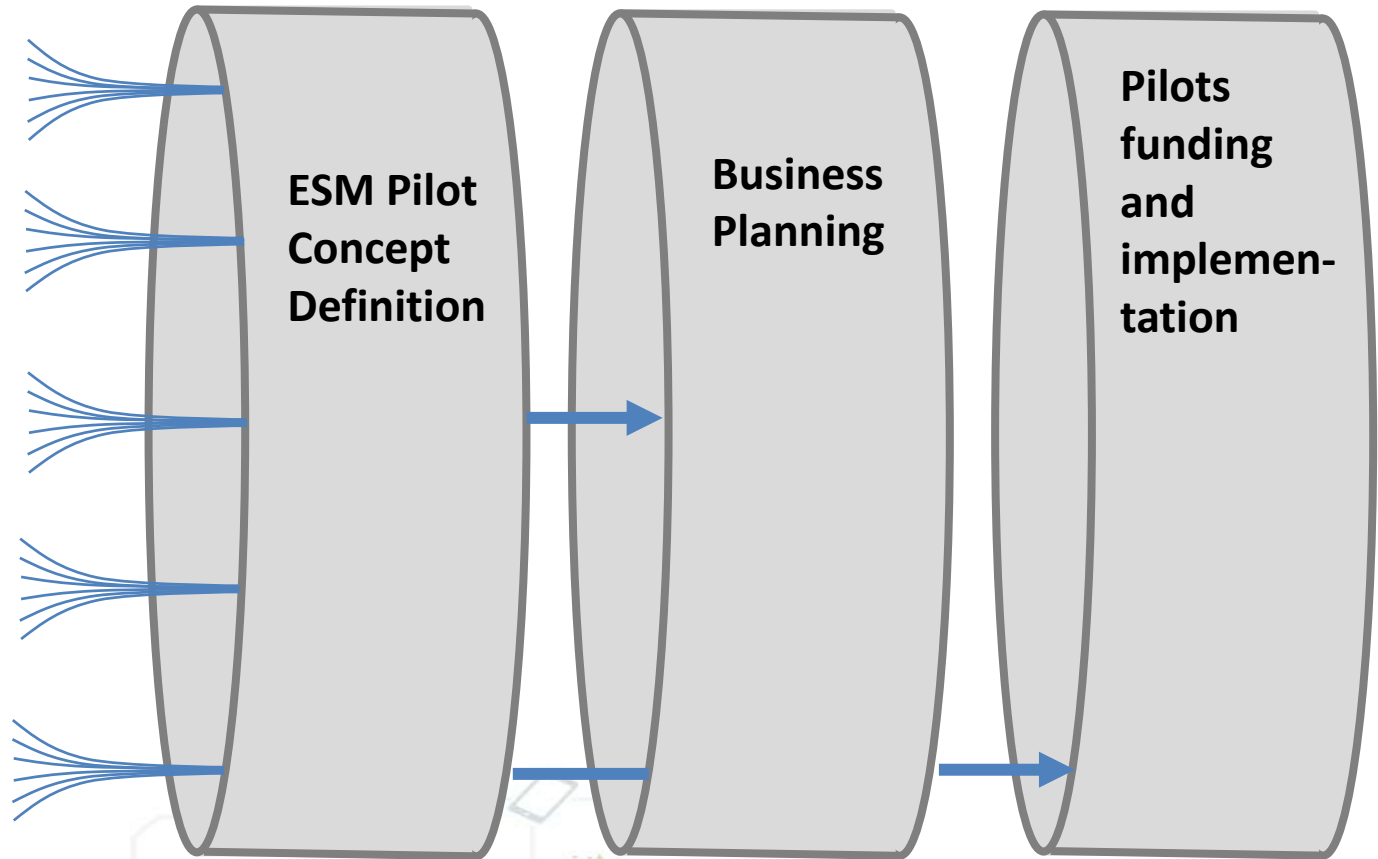 ESM Pilot
Concept
Definition
Business
Planning
Pilots
funding
and
implemen-
tation